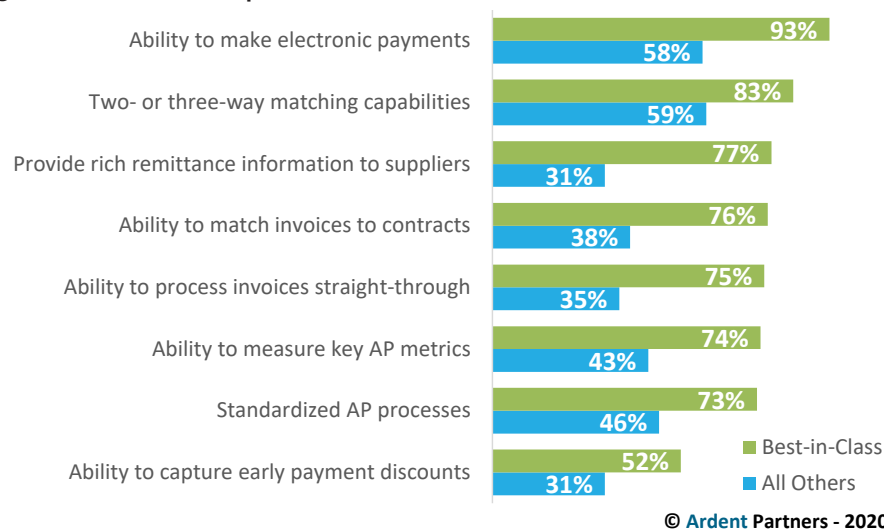 Ability to make electronic payments
93%
58%
Two- or three-way matching capabilities
83%
59%
Provide rich remittance information to suppliers
77%
31%
Ability to match invoices to contracts
76%
38%
Ability to process invoices straight-through
75%
35%
Ability to measure key AP metrics
74%
43%
Standardized AP processes
73%
46%
Ability to capture early payment discounts
52%
31%
Best-in-Class
All Others
© Ardent Partners - 2020